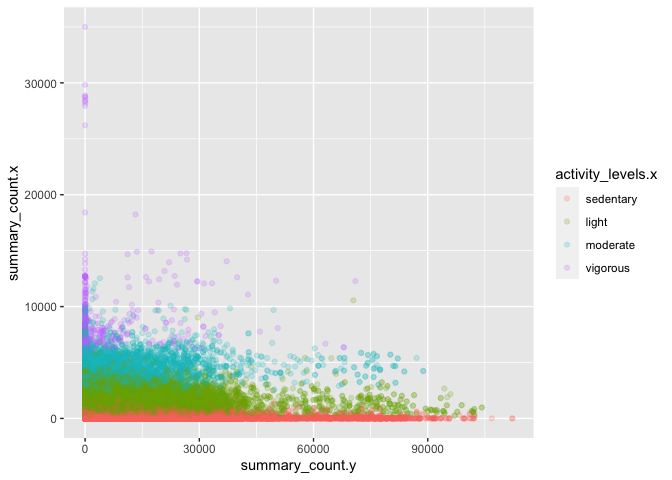 30000
20000
10000
0
summary_count.x
0
30000
60000
90000
summary_count.y
activity_levels.x
sedentary
light
moderate
vigorous